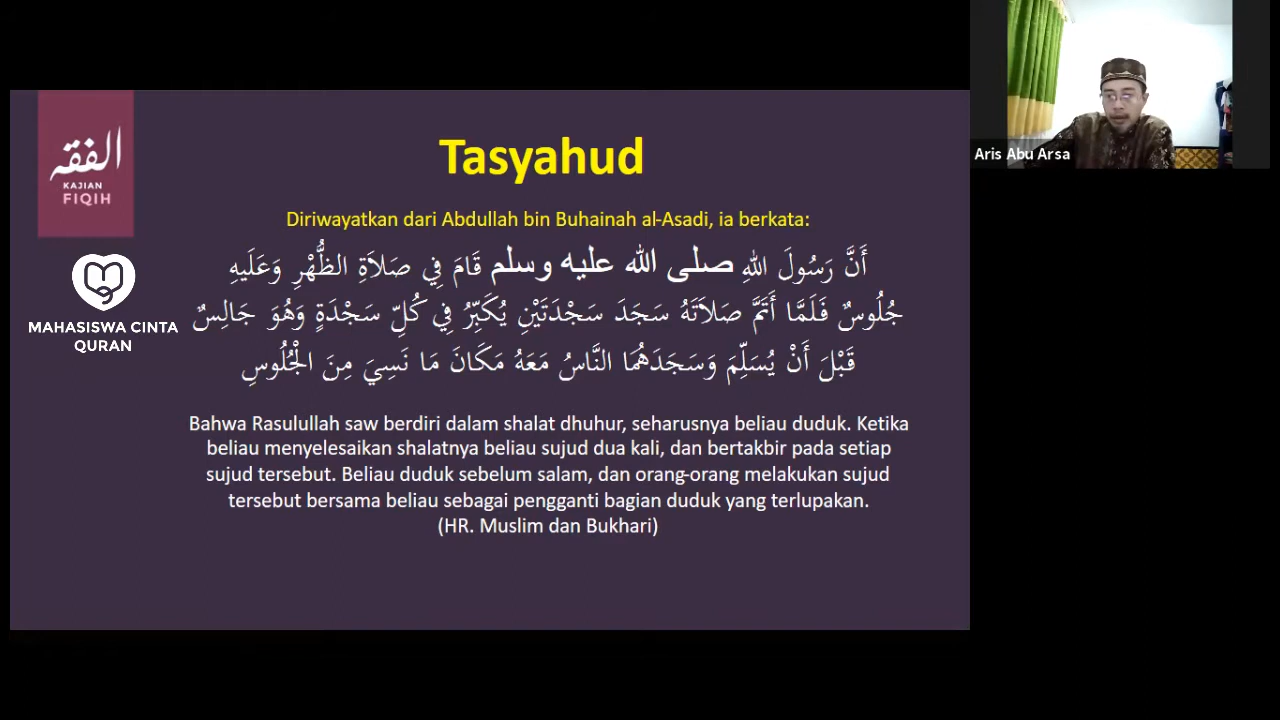 الفقه
KAJIAN
FIQIH
MAHASISWA CINTA
QURAN
Tasyahud
Diriwayatkan dari Abdullah bin Buhainah al-Asadi, ia berkata:
أَنَّ رَسُولَ اللهِ صلى الله عليه وسلم قَامَ فِي صَلاَةِ الظُّهْرِ وَعَلَيهِ
جُلُوسٌ فَلَمَّا أَتَمَّ صَلاَتَهُ سَجَدَ سَجْدَتَيْنِ يُكَبِّرُ فِي كُلِّ سَجْدَةٍ وَهُوَ جَالِسٌ
قَبْلَ أَنْ يُسَلِّمَ وَسَجَدَهُمَا النَّاسُ مَعَهُ مَكَانَ مَا نَسِيَ مِنَ الْجُلُوسِ
Bahwa Rasulullah saw berdiri dalam shalat dhuhur, seharusnya beliau duduk. Ketika
beliau menyelesaikan shalatnya beliau sujud dua kali, dan bertakbir pada setiap
sujud tersebut. Beliau duduk sebelum salam, dan orang-orang melakukan sujud
tersebut bersama beliau sebagai pengganti bagian duduk yang terlupakan.
(HR. Muslim dan Bukhari)
Aris Abu Arsa